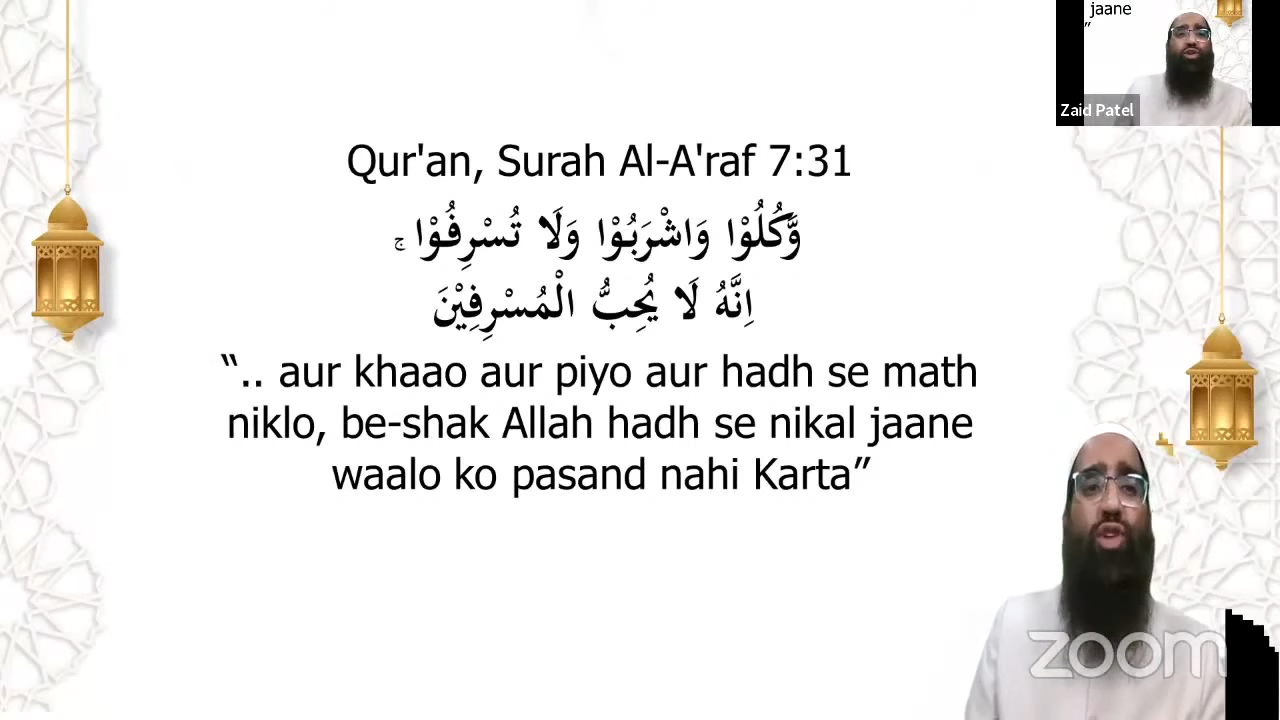 jaane
”
Zaid Patel
Qur'an, Surah Al-A'raf 7:31
وَّكُلُوْا وَاشْرَبُوْا وَلَا تُسْرِفُوْا ۚ
اِنَّهُ لَا يُحِبُّ الْمُسْرِفِيْنَ
“.. aur khaao aur piyo aur hadh se math
niklo, be-shak Allah hadh se nikal jaane
waalo ko pasand nahi Karta”
zoom